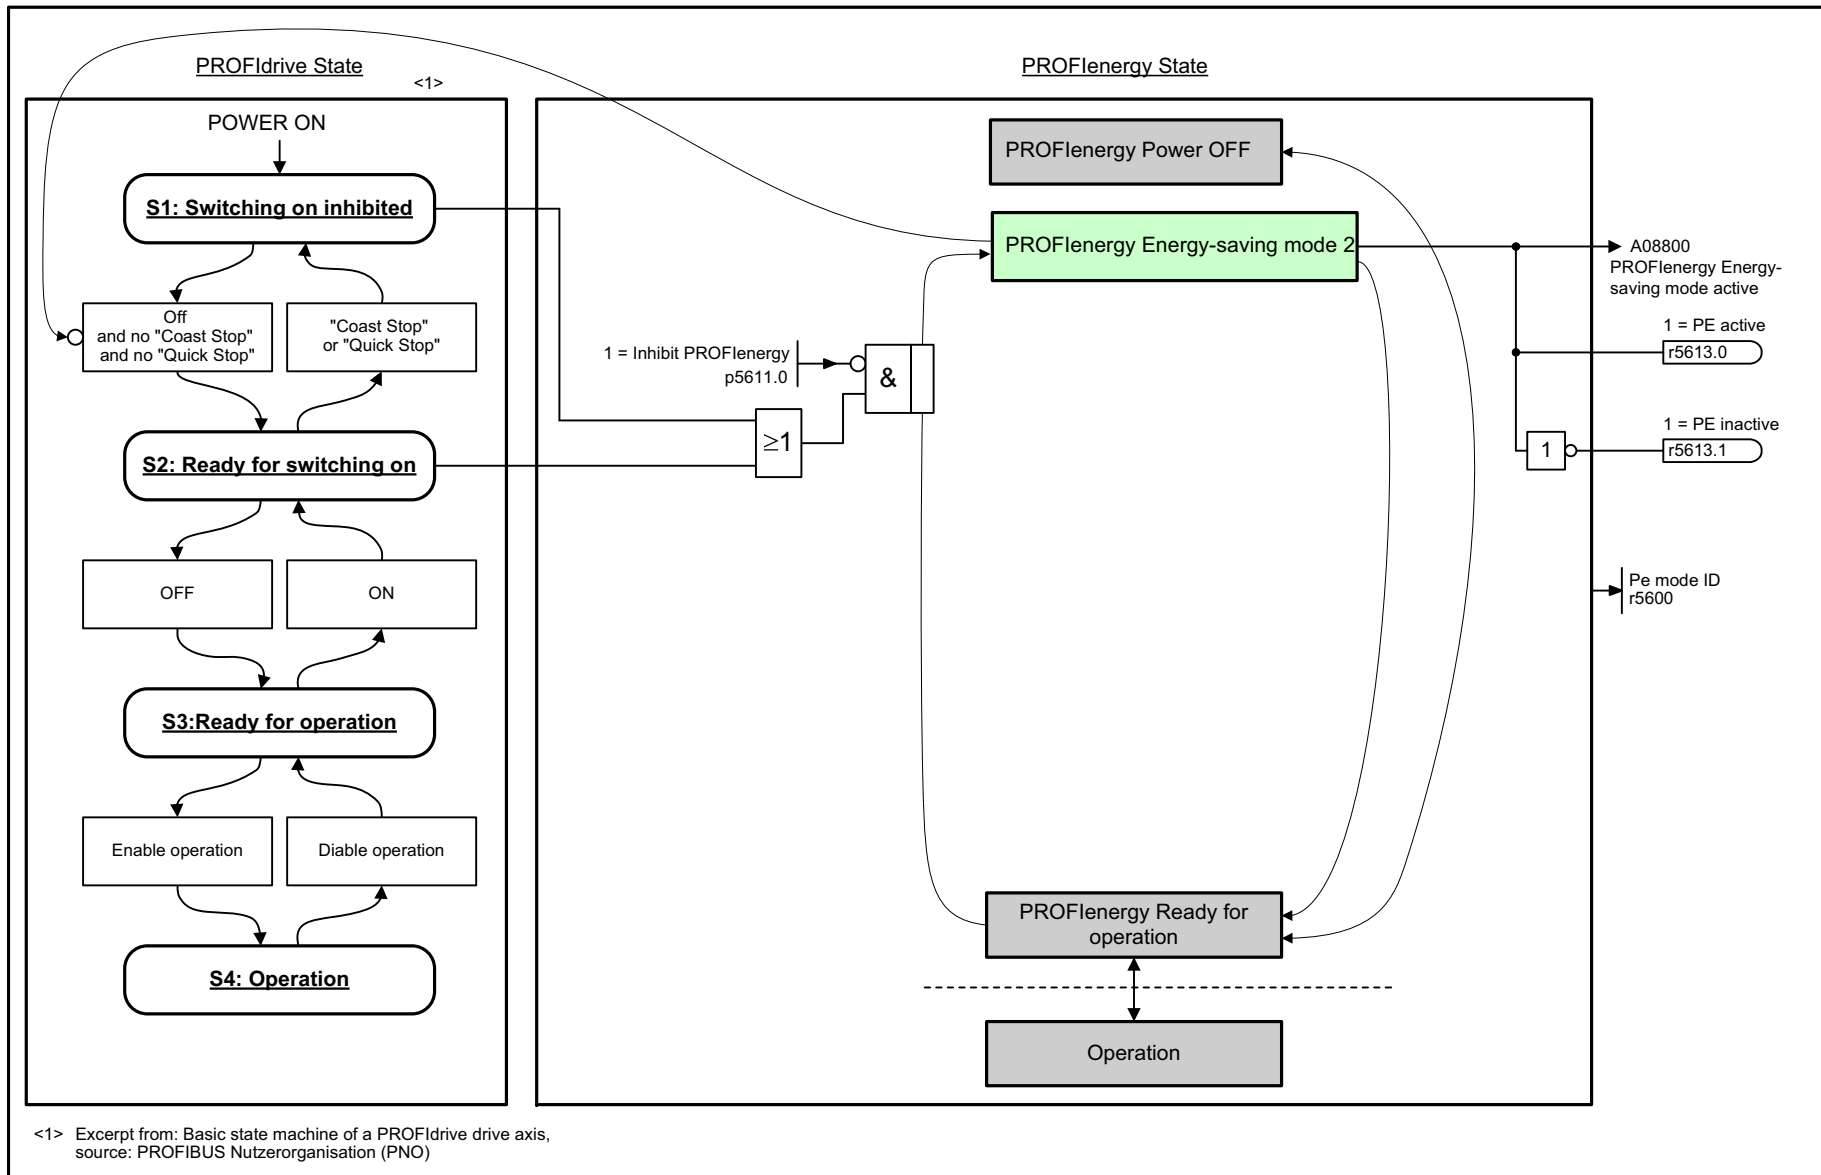 PROFIdrive State
<1>
PROFIenergy State
POWER ON
S1: Switching on inhibited
Off
and no "Coast Stop"
and no "Quick Stop"
"Coast Stop"
or "Quick Stop"
S2: Ready for switching on
OFF
ON
S3:Ready for operation
Enable operation
Diable operation
S4: Operation
1 = Inhibit PROFIenergy
p5611.0
&
≥1
PROFIenergy Power OFF
PROFIenergy Energy-saving mode 2
PROFIenergy Ready for
operation
Operation
A08800
PROFIenergy Energy-
saving mode active
1 = PE active
r5613.0
1 = PE inactive
1
r5613.1
Pe mode ID
r5600
<1> Excerpt from: Basic state machine of a PROFIdrive drive axis,
source: PROFIBUS Nutzerorganisation (PNO)